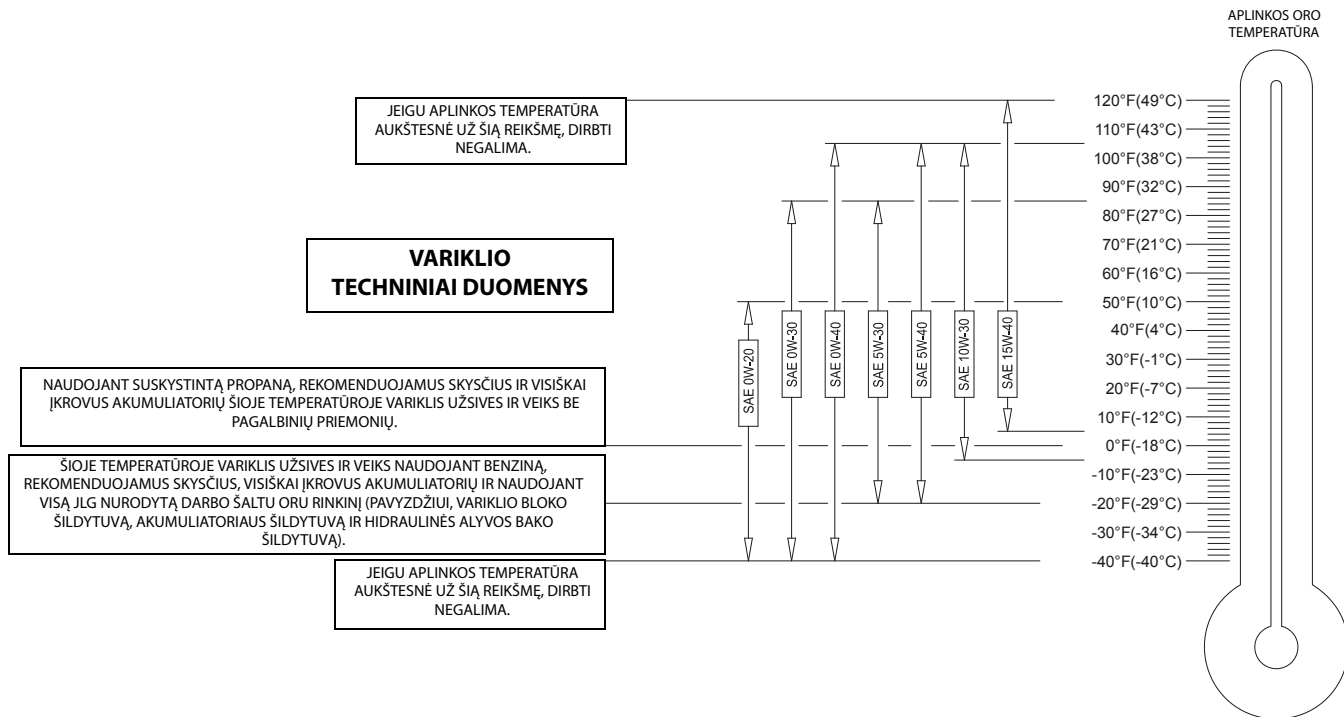 APLINKOS ORO
TEMPERATŪRA
JEIGU APLINKOS TEMPERATŪRA
AUKŠTESNĖ UŽ ŠIĄ REIKŠMĘ, DIRBTI
NEGALIMA.
VARIKLIO
TECHNINIAI DUOMENYS
NAUDOJANT SUSKYSTINTĄ PROPANĄ, REKOMENDUOJAMUS SKYSČIUS IR VISIŠKAI
ĮKROVUS AKUMULIATORIŲ ŠIOJE TEMPERATŪROJE VARIKLIS UŽSIVES IR VEIKS BE
PAGALBINIŲ PRIEMONIŲ.
ŠIOJE TEMPERATŪROJE VARIKLIS UŽSIVES IR VEIKS NAUDOJANT BENZINĄ,
REKOMENDUOJAMUS SKYSČIUS, VISIŠKAI ĮKROVUS AKUMULIATORIŲ IR NAUDOJANT
VISĄ JLG NURODYTĄ DARBO ŠALTU ORU RINKINĮ (PAVYZDŽIUI, VARIKLIO BLOKO
ŠILDYTUVĄ, AKUMULIATORIAUS ŠILDYTUVĄ IR HIDRAULINĖS ALYVOS BAKO
ŠILDYTUVĄ).
JEIGU APLINKOS TEMPERATŪRA
AUKŠTESNĖ UŽ ŠIĄ REIKŠMĘ, DIRBTI
NEGALIMA.
SAE 0W-20
SAE 0W-30
SAE 0W-40
SAE 5W-30
SAE 5W-40
SAE 10W-30
SAE 15W-40
120°F(49°C)
110°F(43°C)
100°F(38°C)
90°F(32°C)
80°F(27°C)
70°F(21°C)
60°F(16°C)
50°F(10°C)
40°F(4°C)
30°F(-1°C)
20°F(-7°C)
10°F(-12°C)
0°F(-18°C)
-10°F(-23°C)
-20°F(-29°C)
-30°F(-34°C)
-40°F(-40°C)